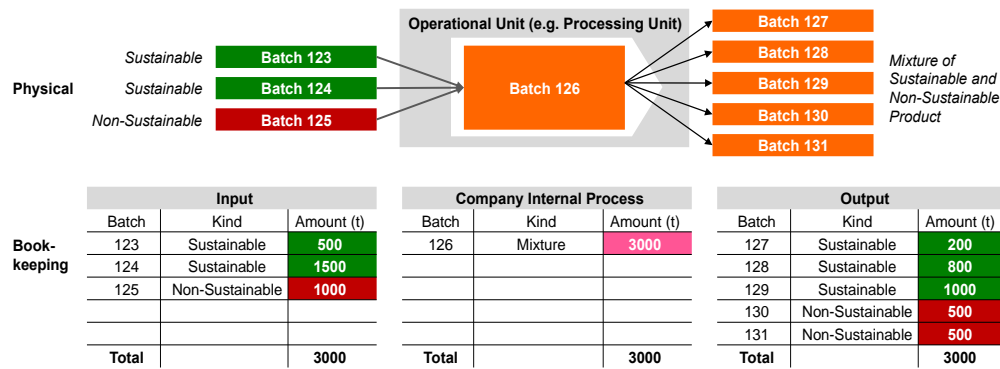 Operational Unit (e.g. Processing Unit)
Physical
Sustainable
Batch 123
Sustainable
Batch 124
Non-Sustainable
Batch 125
Batch 126
Batch 127
Batch 128
Batch 129
Batch 130
Batch 131
Mixture of
Sustainable and
Non-Sustainable
Product
Book-
keeping
Input
Batch Kind Amount (t)
123 Sustainable 500
124 Sustainable 1500
125 Non-Sustainable 1000
Total 3000
Company Internal Process
Batch Kind Amount (t)
126 Mixture 3000
Total 3000
Output
Batch Kind Amount (t)
127 Sustainable 200
128 Sustainable 800
129 Sustainable 1000
130 Non-Sustainable 500
131 Non-Sustainable 500
Total 3000